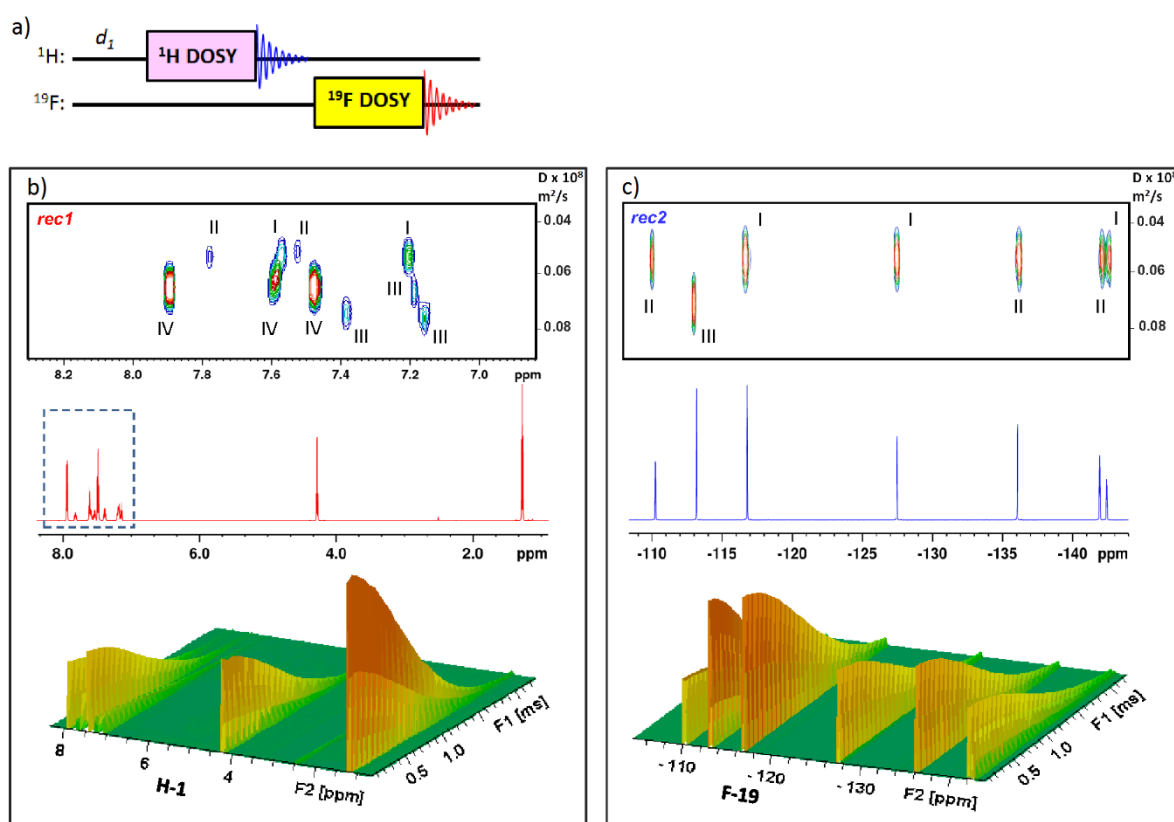 a)
d1
¹H:
¹H DOSY
¹⁹F:
¹⁹F DOSY
b)
D x 10⁸
m²/s
rec1
II
I
II
I
0.04
0.06
III
IV
IV
IV
III
III
0.08
8.2
8.0
7.8
7.6
7.4
7.2
7.0
ppm
8.0
6.0
4.0
2.0
ppm
8
6
4
H-1
F2 [ppm]
0.5
1.0
F1 [ms]
c)
D x 10⁸
m²/s
rec2
I
I
I
0.04
0.06
II
III
II
II
0.08
-110
-115
-120
-125
-130
-135
-140
ppm
-110
-120
-130
F-19
F2 [ppm]
0.5
1.0
F1 [ms]